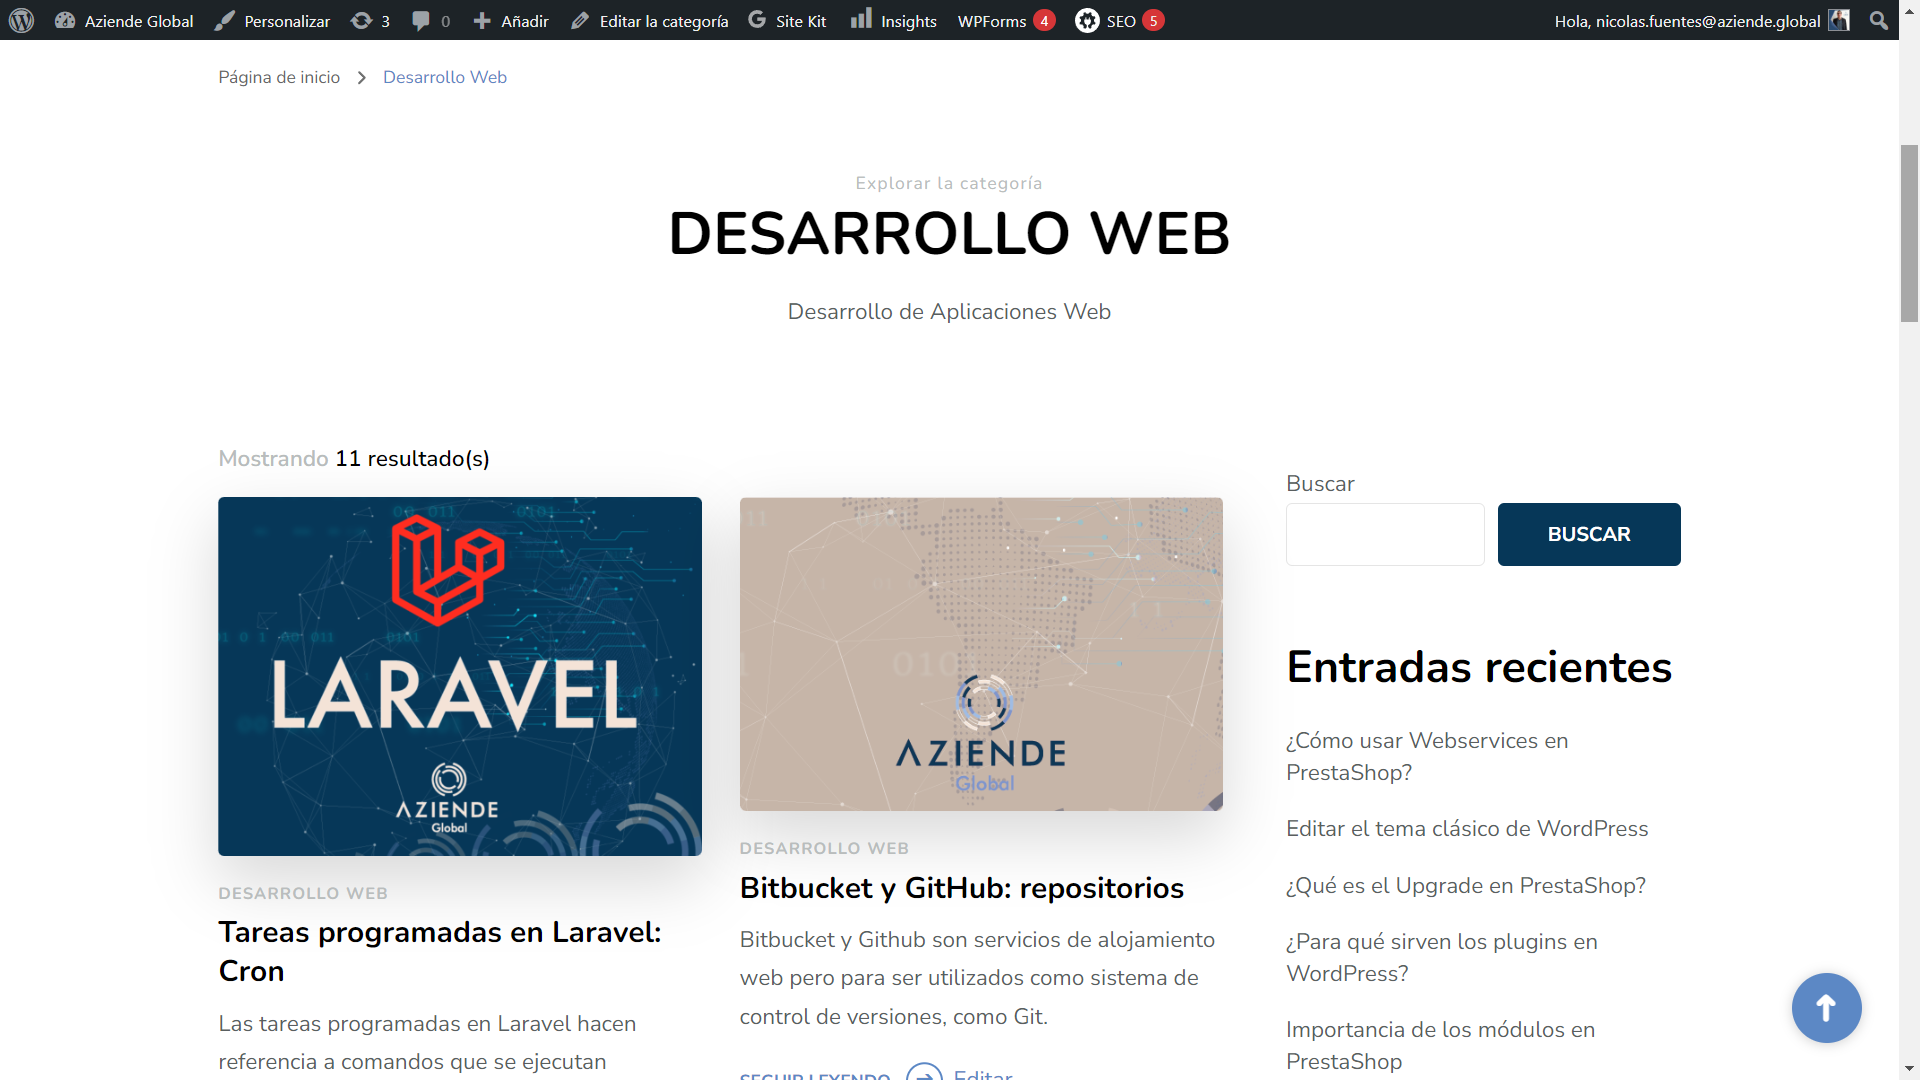 Aziende Global Personalizar 3 0 Añadir Editar la categoría Site Kit Insights WPForms 4 SEO 5 Hola, nicolas.fuentes@aziende.global
Página de inicio Desarrollo Web
Explorar la categoría
DESARROLLO WEB
Desarrollo de Aplicaciones Web
Mostrando 11 resultado(s)
LARAVEL
AZIENDE
Global
DESARROLLO WEB
Tareas programadas en Laravel:
Cron
Las tareas programadas en Laravel hacen
referencia a comandos que se ejecutan
AZIENDE
Global
DESARROLLO WEB
Bitbucket y GitHub: repositorios
Bitbucket y Github son servicios de alojamiento
web pero para ser utilizados como sistema de
control de versiones, como Git.
SEGUIR LEYENDO Editar
Buscar
BUSCAR
Entradas recientes
¿Cómo usar Webservices en
PrestaShop?
Editar el tema clásico de WordPress
¿Qué es el Upgrade en PrestaShop?
¿Para qué sirven los plugins en
WordPress?
Importancia de los módulos en
PrestaShop